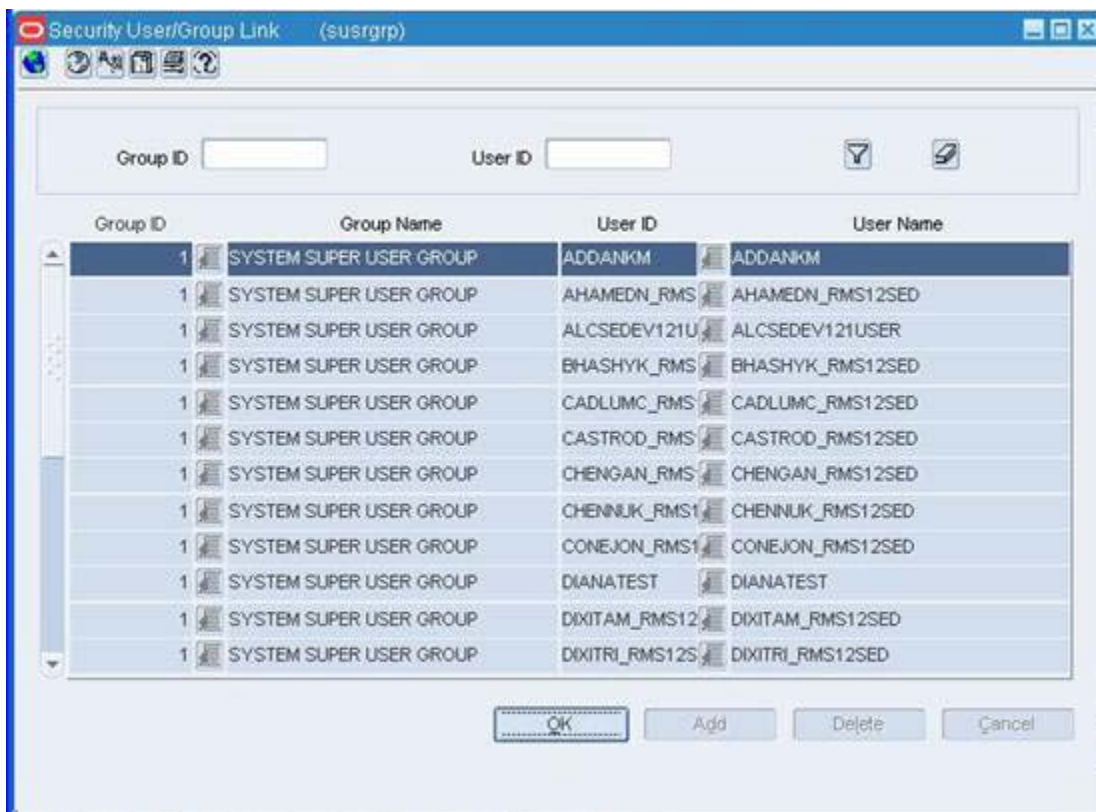 Security User/Group Link (susrgrp)
Group ID User ID
Group ID Group Name User ID User Name
1 SYSTEM SUPER USER GROUP ADDANKM ADDANKM
1 SYSTEM SUPER USER GROUP AHAMEDN_RMS AHAMEDN_RMS12SED
1 SYSTEM SUPER USER GROUP ALCSEDEV121U ALCSEDEV121USER
1 SYSTEM SUPER USER GROUP BHASHYK_RMS BHASHYK_RMS12SED
1 SYSTEM SUPER USER GROUP CADLUMC_RMS CADLUMC_RMS12SED
1 SYSTEM SUPER USER GROUP CASTROD_RMS CASTROD_RMS12SED
1 SYSTEM SUPER USER GROUP CHENGAN_RMS CHENGAN_RMS12SED
1 SYSTEM SUPER USER GROUP CHENNUK_RMS1 CHENNUK_RMS12SED
1 SYSTEM SUPER USER GROUP CONEJON_RMS1 CONEJON_RMS12SED
1 SYSTEM SUPER USER GROUP DIANATEST DIANATEST
1 SYSTEM SUPER USER GROUP DIXITAM_RMS12 DIXITAM_RMS12SED
1 SYSTEM SUPER USER GROUP DIXITRI_RMS12S DIXITRI_RMS12SED
OK Add Delete Cancel